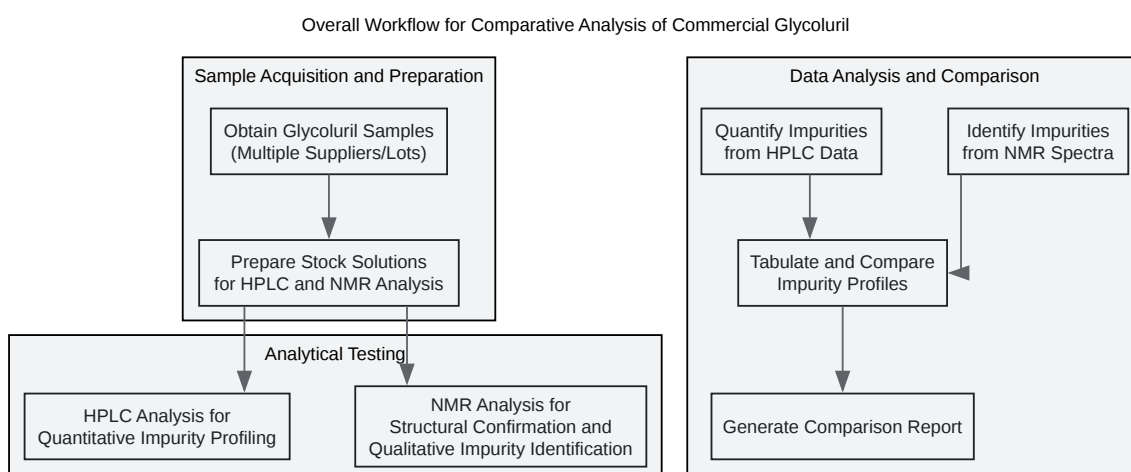 Overall Workflow for Comparative Analysis of Commercial Glycoluril
Sample Acquisition and Preparation
Obtain Glycoluril Samples
(Multiple Suppliers/Lots)
Prepare Stock Solutions
for HPLC and NMR Analysis
Analytical Testing
HPLC Analysis for
Quantitative Impurity Profiling
NMR Analysis for
Structural Confirmation and
Qualitative Impurity Identification
Data Analysis and Comparison
Quantify Impurities
from HPLC Data
Identify Impurities
from NMR Spectra
Tabulate and Compare
Impurity Profiles
Generate Comparison Report